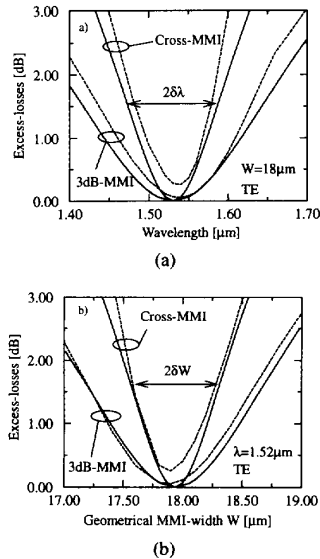 a)
Cross-MMI
3.00
2.00
1.00
0.00
Excess-losses [dB]
2δλ
3dB-MMI
W=18μm
TE
1.40
1.50
1.60
1.70
Wavelength [μm]
(a)
b)
Cross-MMI
3.00
2.00
1.00
0.00
Excess-losses [dB]
2δW
3dB-MMI
λ=1.52μm
TE
17.00
17.50
18.00
18.50
19.00
Geometrical MMI-width W [μm]
(b)